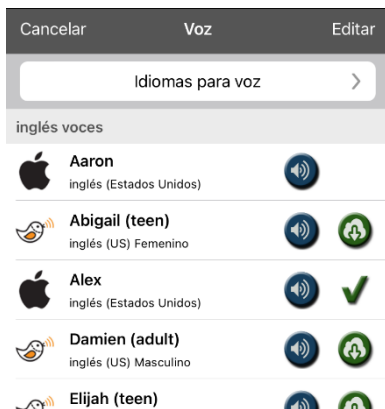 Cancelar Voz Editar
Idiomas para voz
inglés voces
Aaron
inglés (Estados Unidos)
Abigail (teen)
inglés (US) Femenino
Alex
inglés (Estados Unidos)
Damien (adult)
inglés (US) Masculino
Elijah (teen)